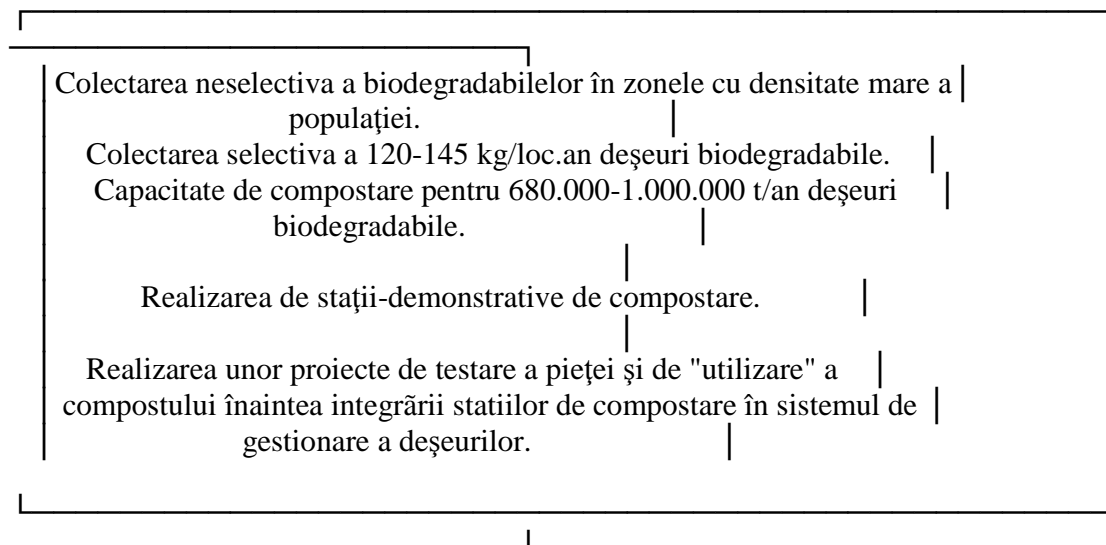 Colectarea neselectiva a biodegradabilelor în zonele cu densitate mare a
populaţiei.
Colectarea selectiva a 120-145 kg/loc.an deşeuri biodegradabile.
Capacitate de compostare pentru 680.000-1.000.000 t/an deşeuri
biodegradabile.
Realizarea de staţii-demonstrative de compostare.
Realizarea unor proiecte de testare a pieţei şi de "utilizare" a
compostului înaintea integrãrii statiilor de compostare în sistemul de
gestionare a deşeurilor.